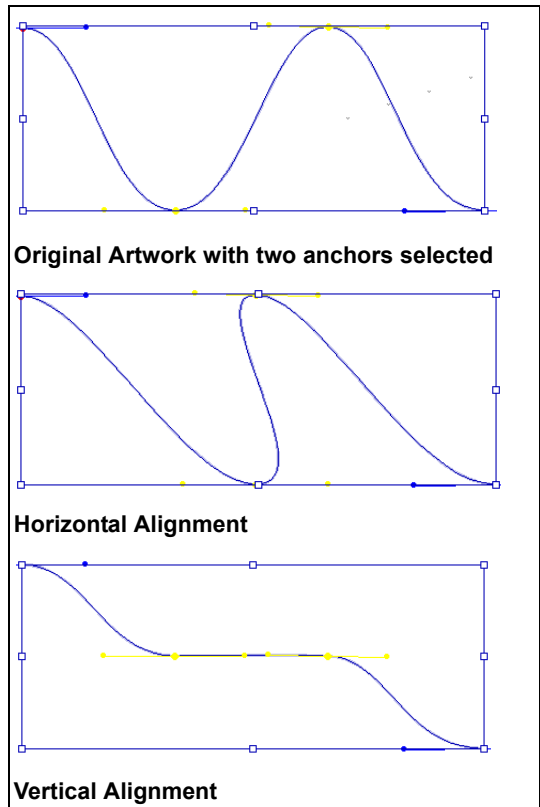 Original Artwork with two anchors selected
Horizontal Alignment
Vertical Alignment